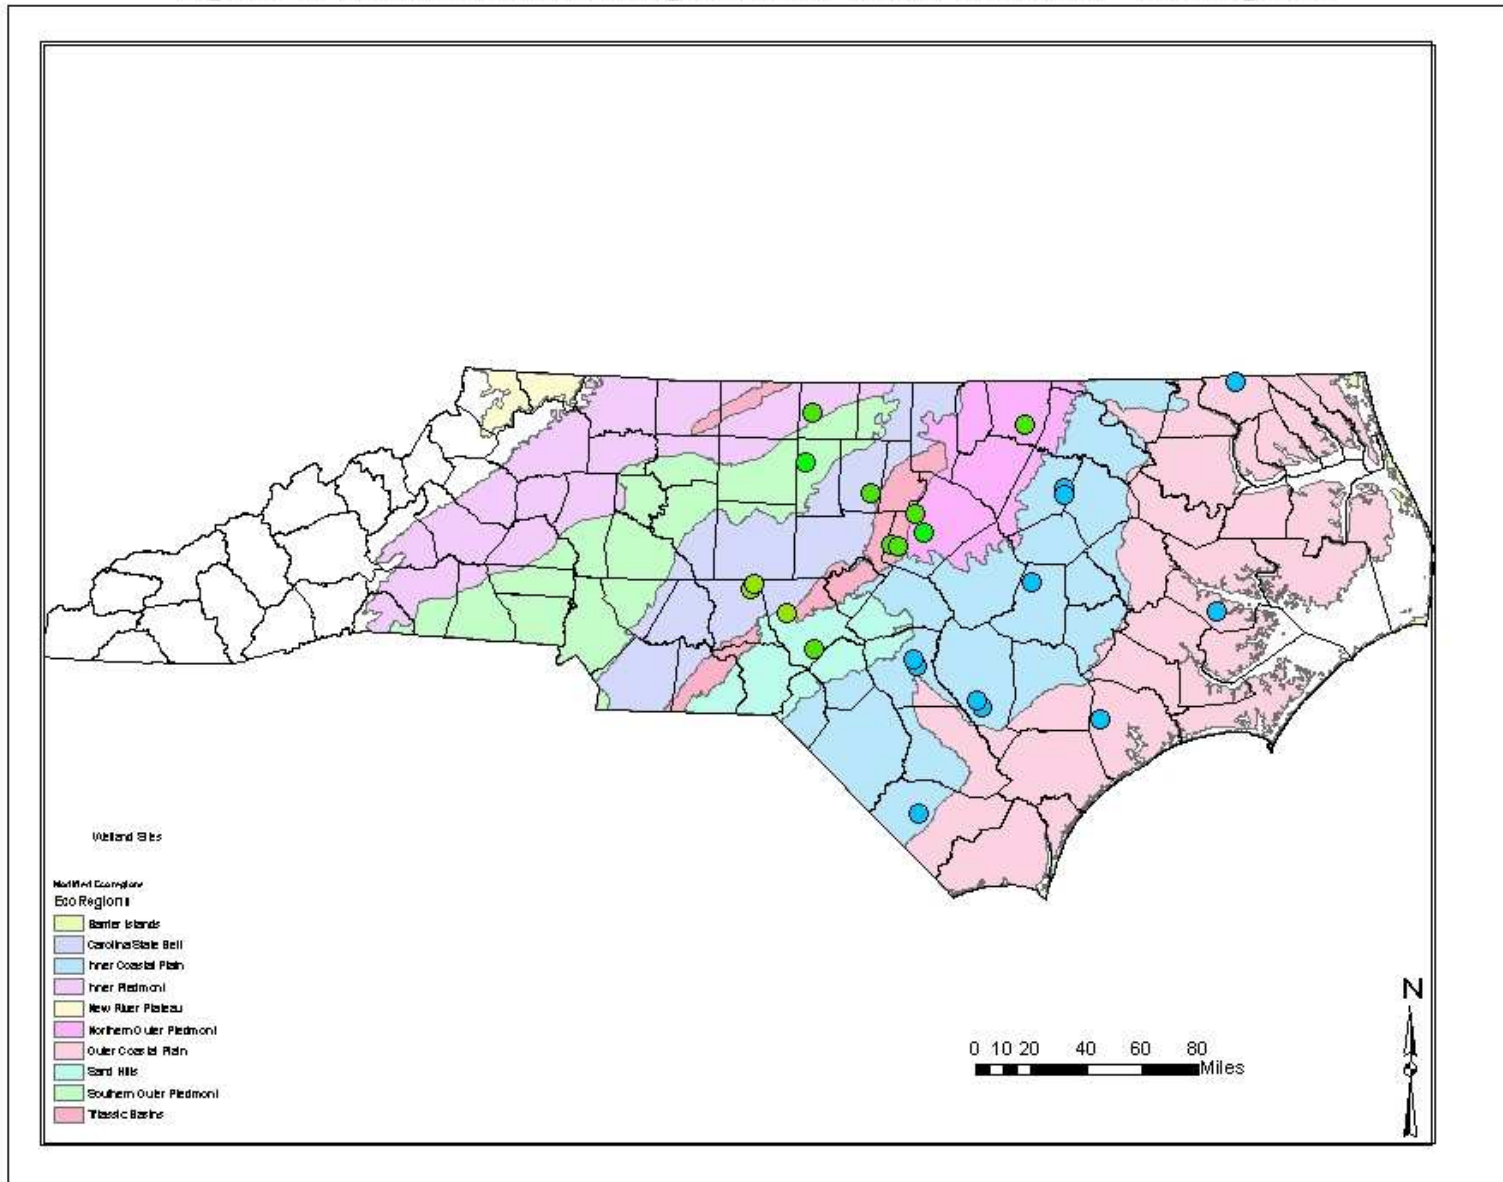 Wetland Sites
Modified Ecoregions
Eco Regions
Barrier Islands
Carolina Slate Belt
Inner Coastal Plain
Inner Piedmont
New River Plateau
Northern Outer Piedmont
Outer Coastal Plain
Sand Hills
Southern Outer Piedmont
Triassic Basins
0 10 20 40 60 80
Miles
N